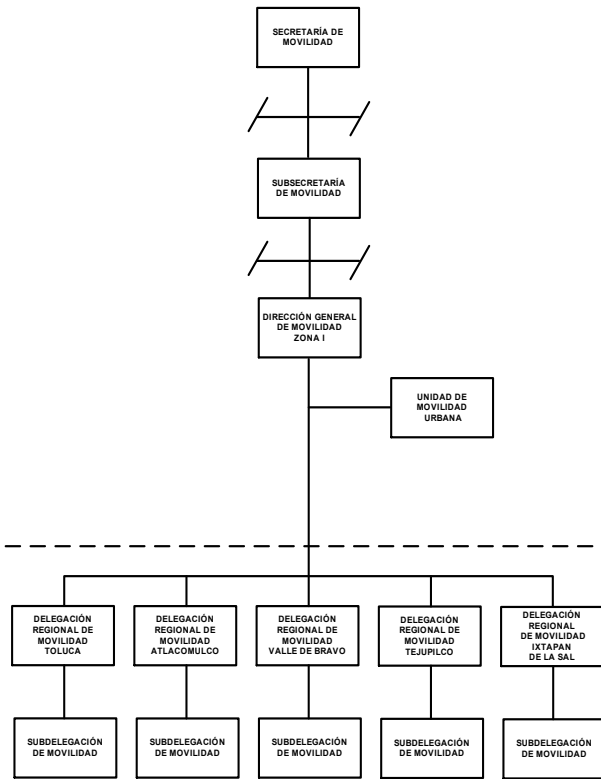 SECRETARÍA DE
MOVILIDAD
SUBSECRETARÍA
DE MOVILIDAD
DIRECCIÓN GENERAL
DE MOVILIDAD
ZONA I
UNIDAD DE
MOVILIDAD
URBANA
DELEGACIÓN
REGIONAL DE
MOVILIDAD
TOLUCA
DELEGACIÓN
REGIONAL DE
MOVILIDAD
ATLACOMULCO
DELEGACIÓN
REGIONAL DE
MOVILIDAD
VALLE DE BRAVO
DELEGACIÓN
REGIONAL DE
MOVILIDAD
TEJUPILCO
DELEGACIÓN
REGIONAL
DE MOVILIDAD
IXTAPAN
DE LA SAL
SUBDELEGACIÓN
DE MOVILIDAD
SUBDELEGACIÓN
DE MOVILIDAD
SUBDELEGACIÓN
DE MOVILIDAD
SUBDELEGACIÓN
DE MOVILIDAD
SUBDELEGACIÓN
DE MOVILIDAD